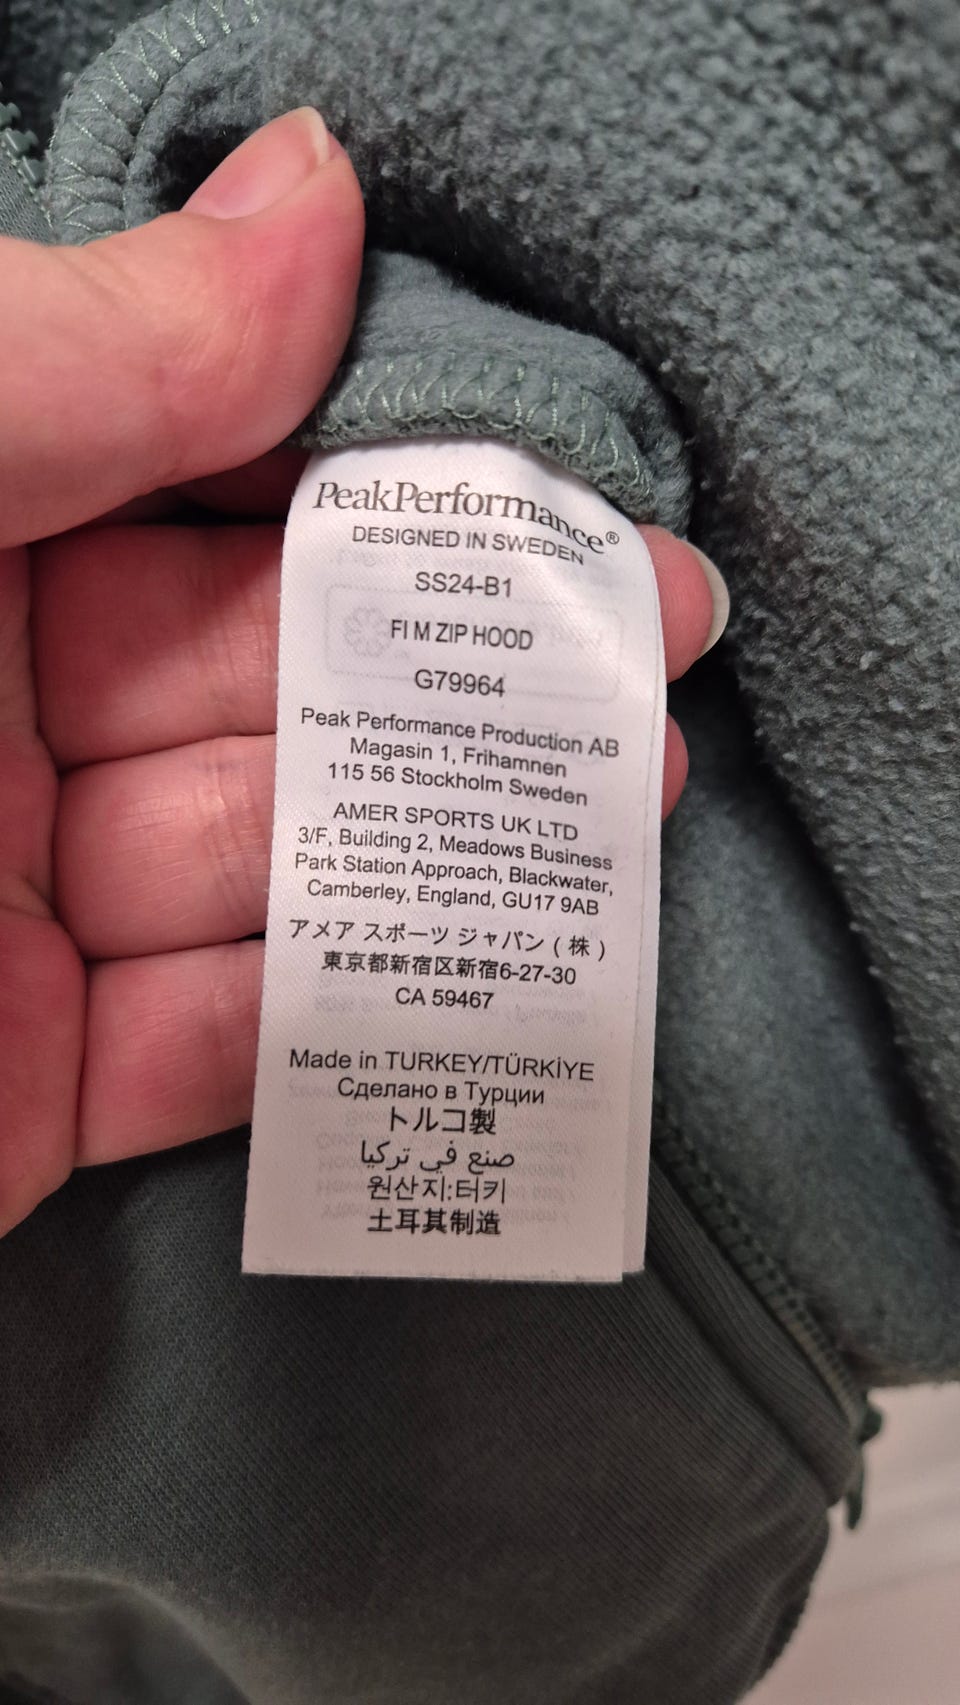 PeakPerformance®
DESIGNED IN SWEDEN
SS24-B1
FI M ZIP HOOD
G79964
Peak Performance Production AB
Magasin 1, Frihamnen
115 56 Stockholm Sweden
AMER SPORTS UK LTD
3/F, Building 2, Meadows Business
Park Station Approach, Blackwater,
Camberley, England, GU17 9AB
アメア スポーツ ジャパン ( 株 )
東京都新宿区新宿6-27-30
CA 59467
Made in TURKEY/TÜRKİYE
Сделано в Турции
トルコ製
صنع في تركيا
원산지:터키
土耳其制造